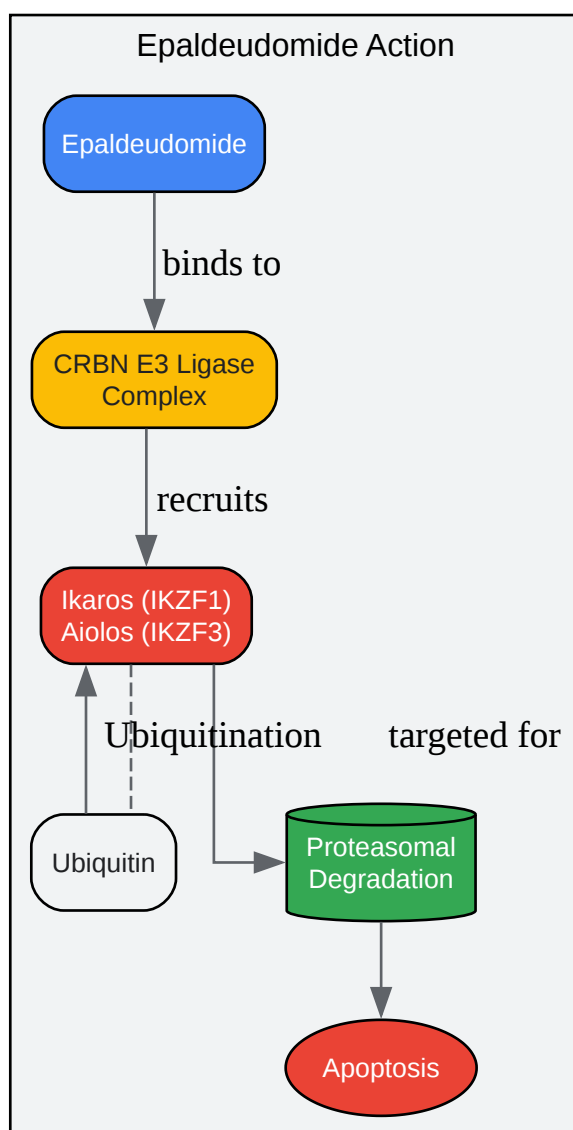 Epaldeudomide Action
Epaldeudomide
binds to
CRBN E3 Ligase
Complex
recruits
Ikaros (IKZF1)
Aiolos (IKZF3)
Ubiquitination
targeted for
Ubiquitin
Proteasomal
Degradation
Apoptosis